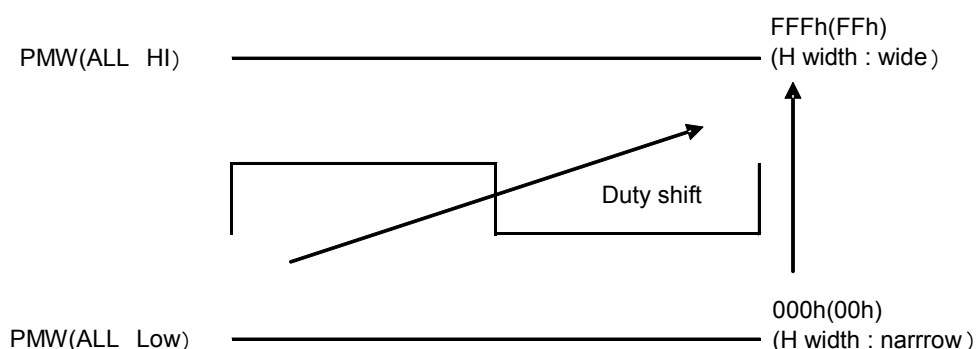 FFFh(FFh)
PMW(ALL HI)
(H width : wide)
Duty shift
000h(00h)
PMW(ALL Low)
(H width : narrrow)